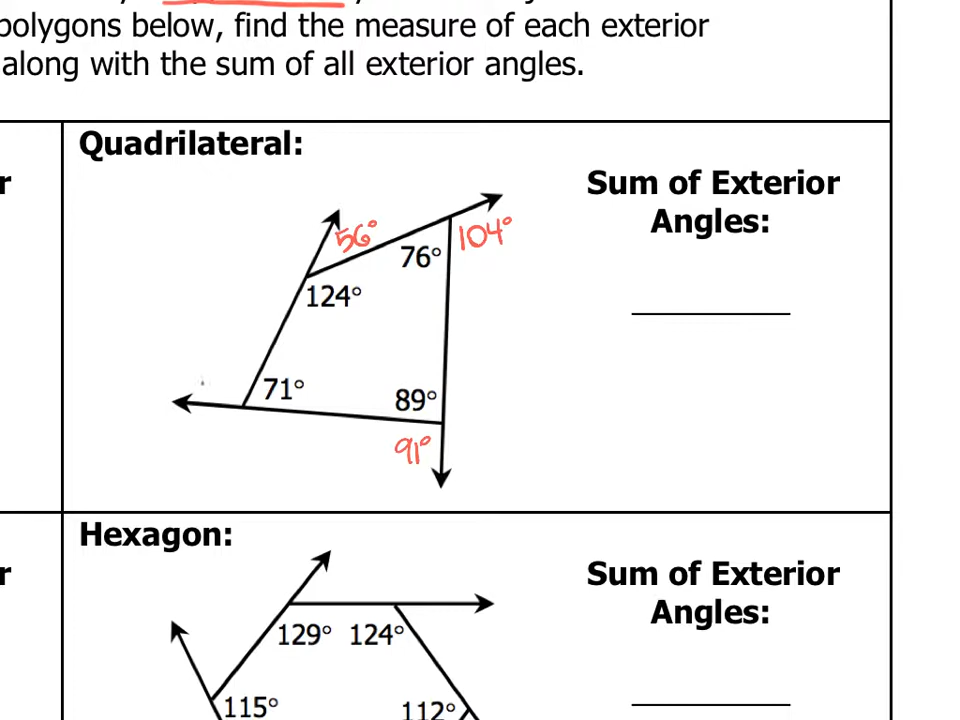 polygons below, find the measure of each exterior
along with the sum of all exterior angles.
Quadrilateral:
Sum of Exterior
Angles:
56°
104°
76°
124°
71°
89°
91°
Hexagon:
Sum of Exterior
Angles:
129° 124°
115°
112°